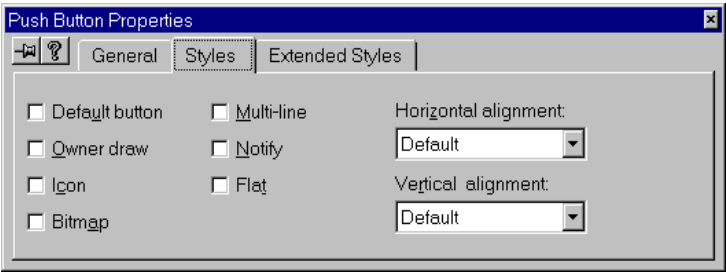 Push Button Properties
? General Styles Extended Styles
Default button Multi-line Horizontal alignment:
Owner draw Notify Default
Icon Flat Vertical alignment:
Bitmap Default